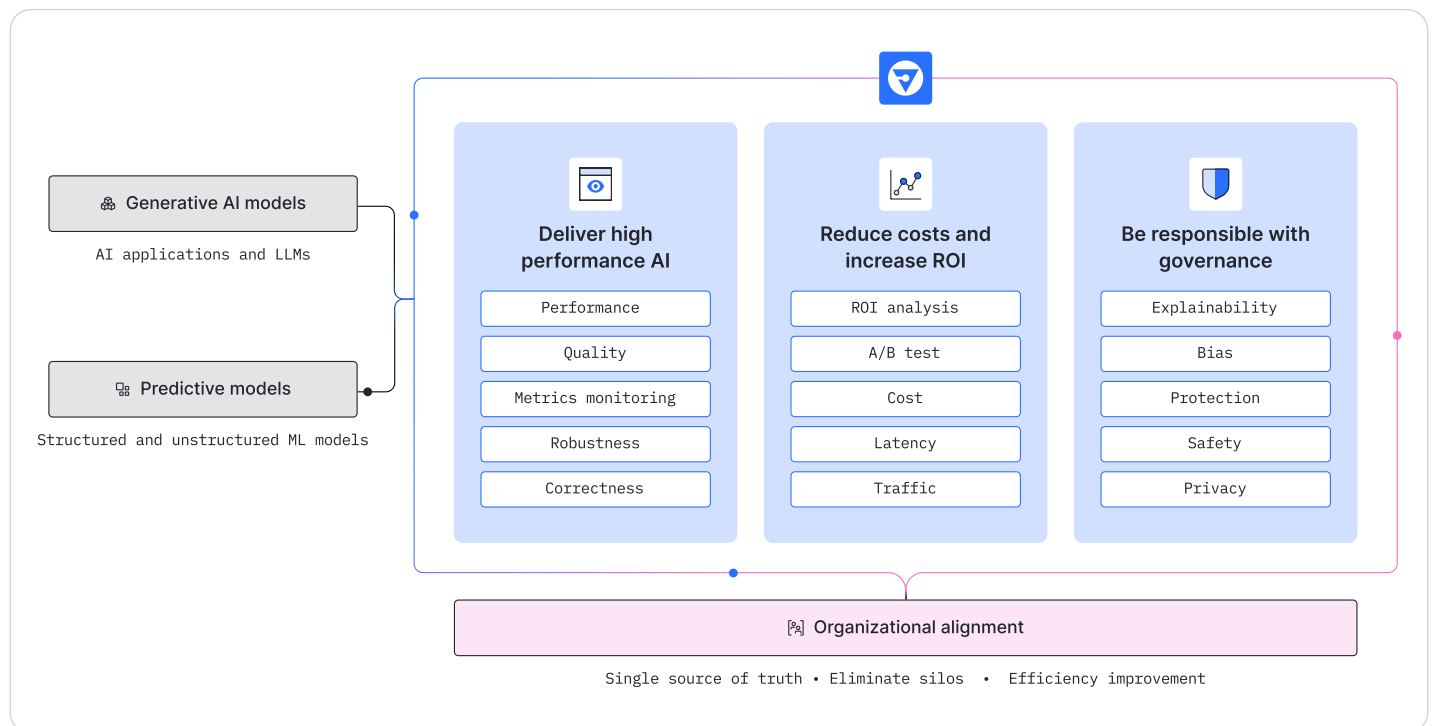 Generative AI models
AI applications and LLMs
Predictive models
Structured and unstructured ML models
Deliver high
performance AI
Performance
Quality
Metrics monitoring
Robustness
Correctness
Reduce costs and
increase ROI
ROI analysis
A/B test
Cost
Latency
Traffic
Be responsible with
governance
Explainability
Bias
Protection
Safety
Privacy
Organizational alignment
Single source of truth • Eliminate silos • Efficiency improvement